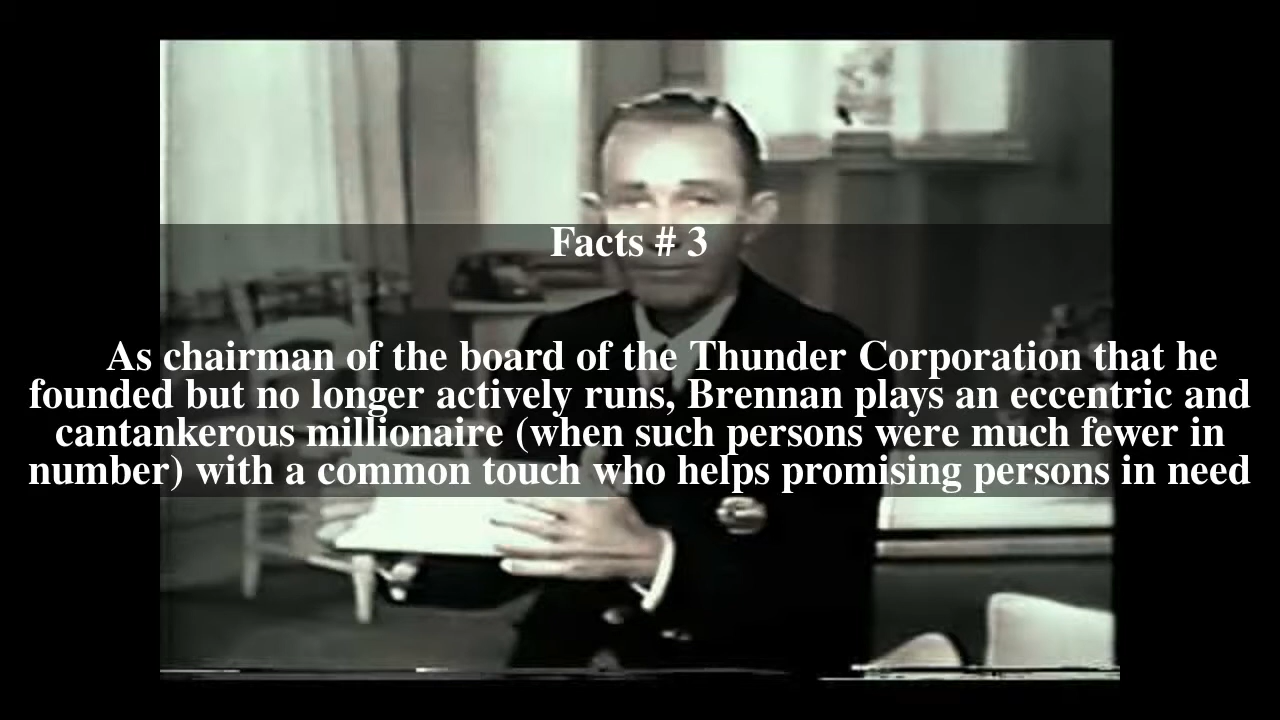 Facts # 3
As chairman of the board of the Thunder Corporation that he
founded but no longer actively runs, Brennan plays an eccentric and
cantankerous millionaire (when such persons were much fewer in
number) with a common touch who helps promising persons in need